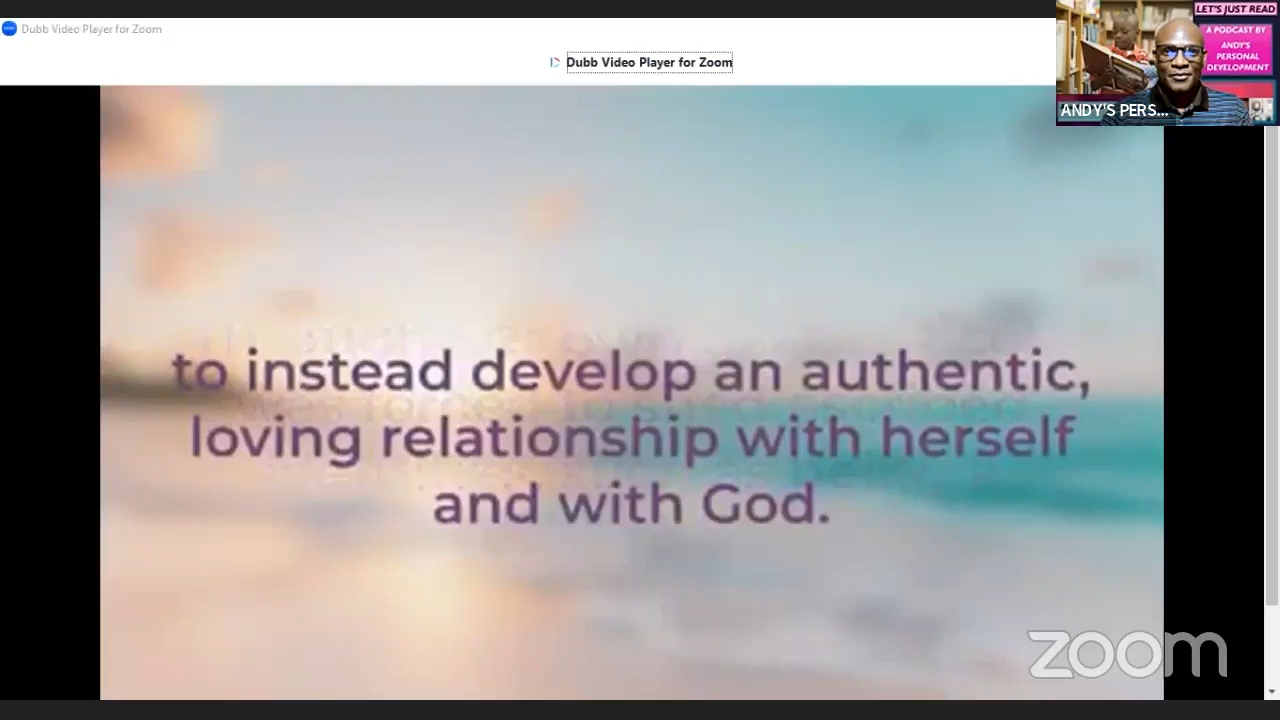 Dubb Video Player for Zoom
Dubb Video Player for Zoom
LET'S JUST READ
A PODCAST BY
ANDY'S
PERSONAL
DEVELOPMENT
ANDY'S PERS...
to instead develop an authentic,
loving relationship with herself
and with God.
zoom